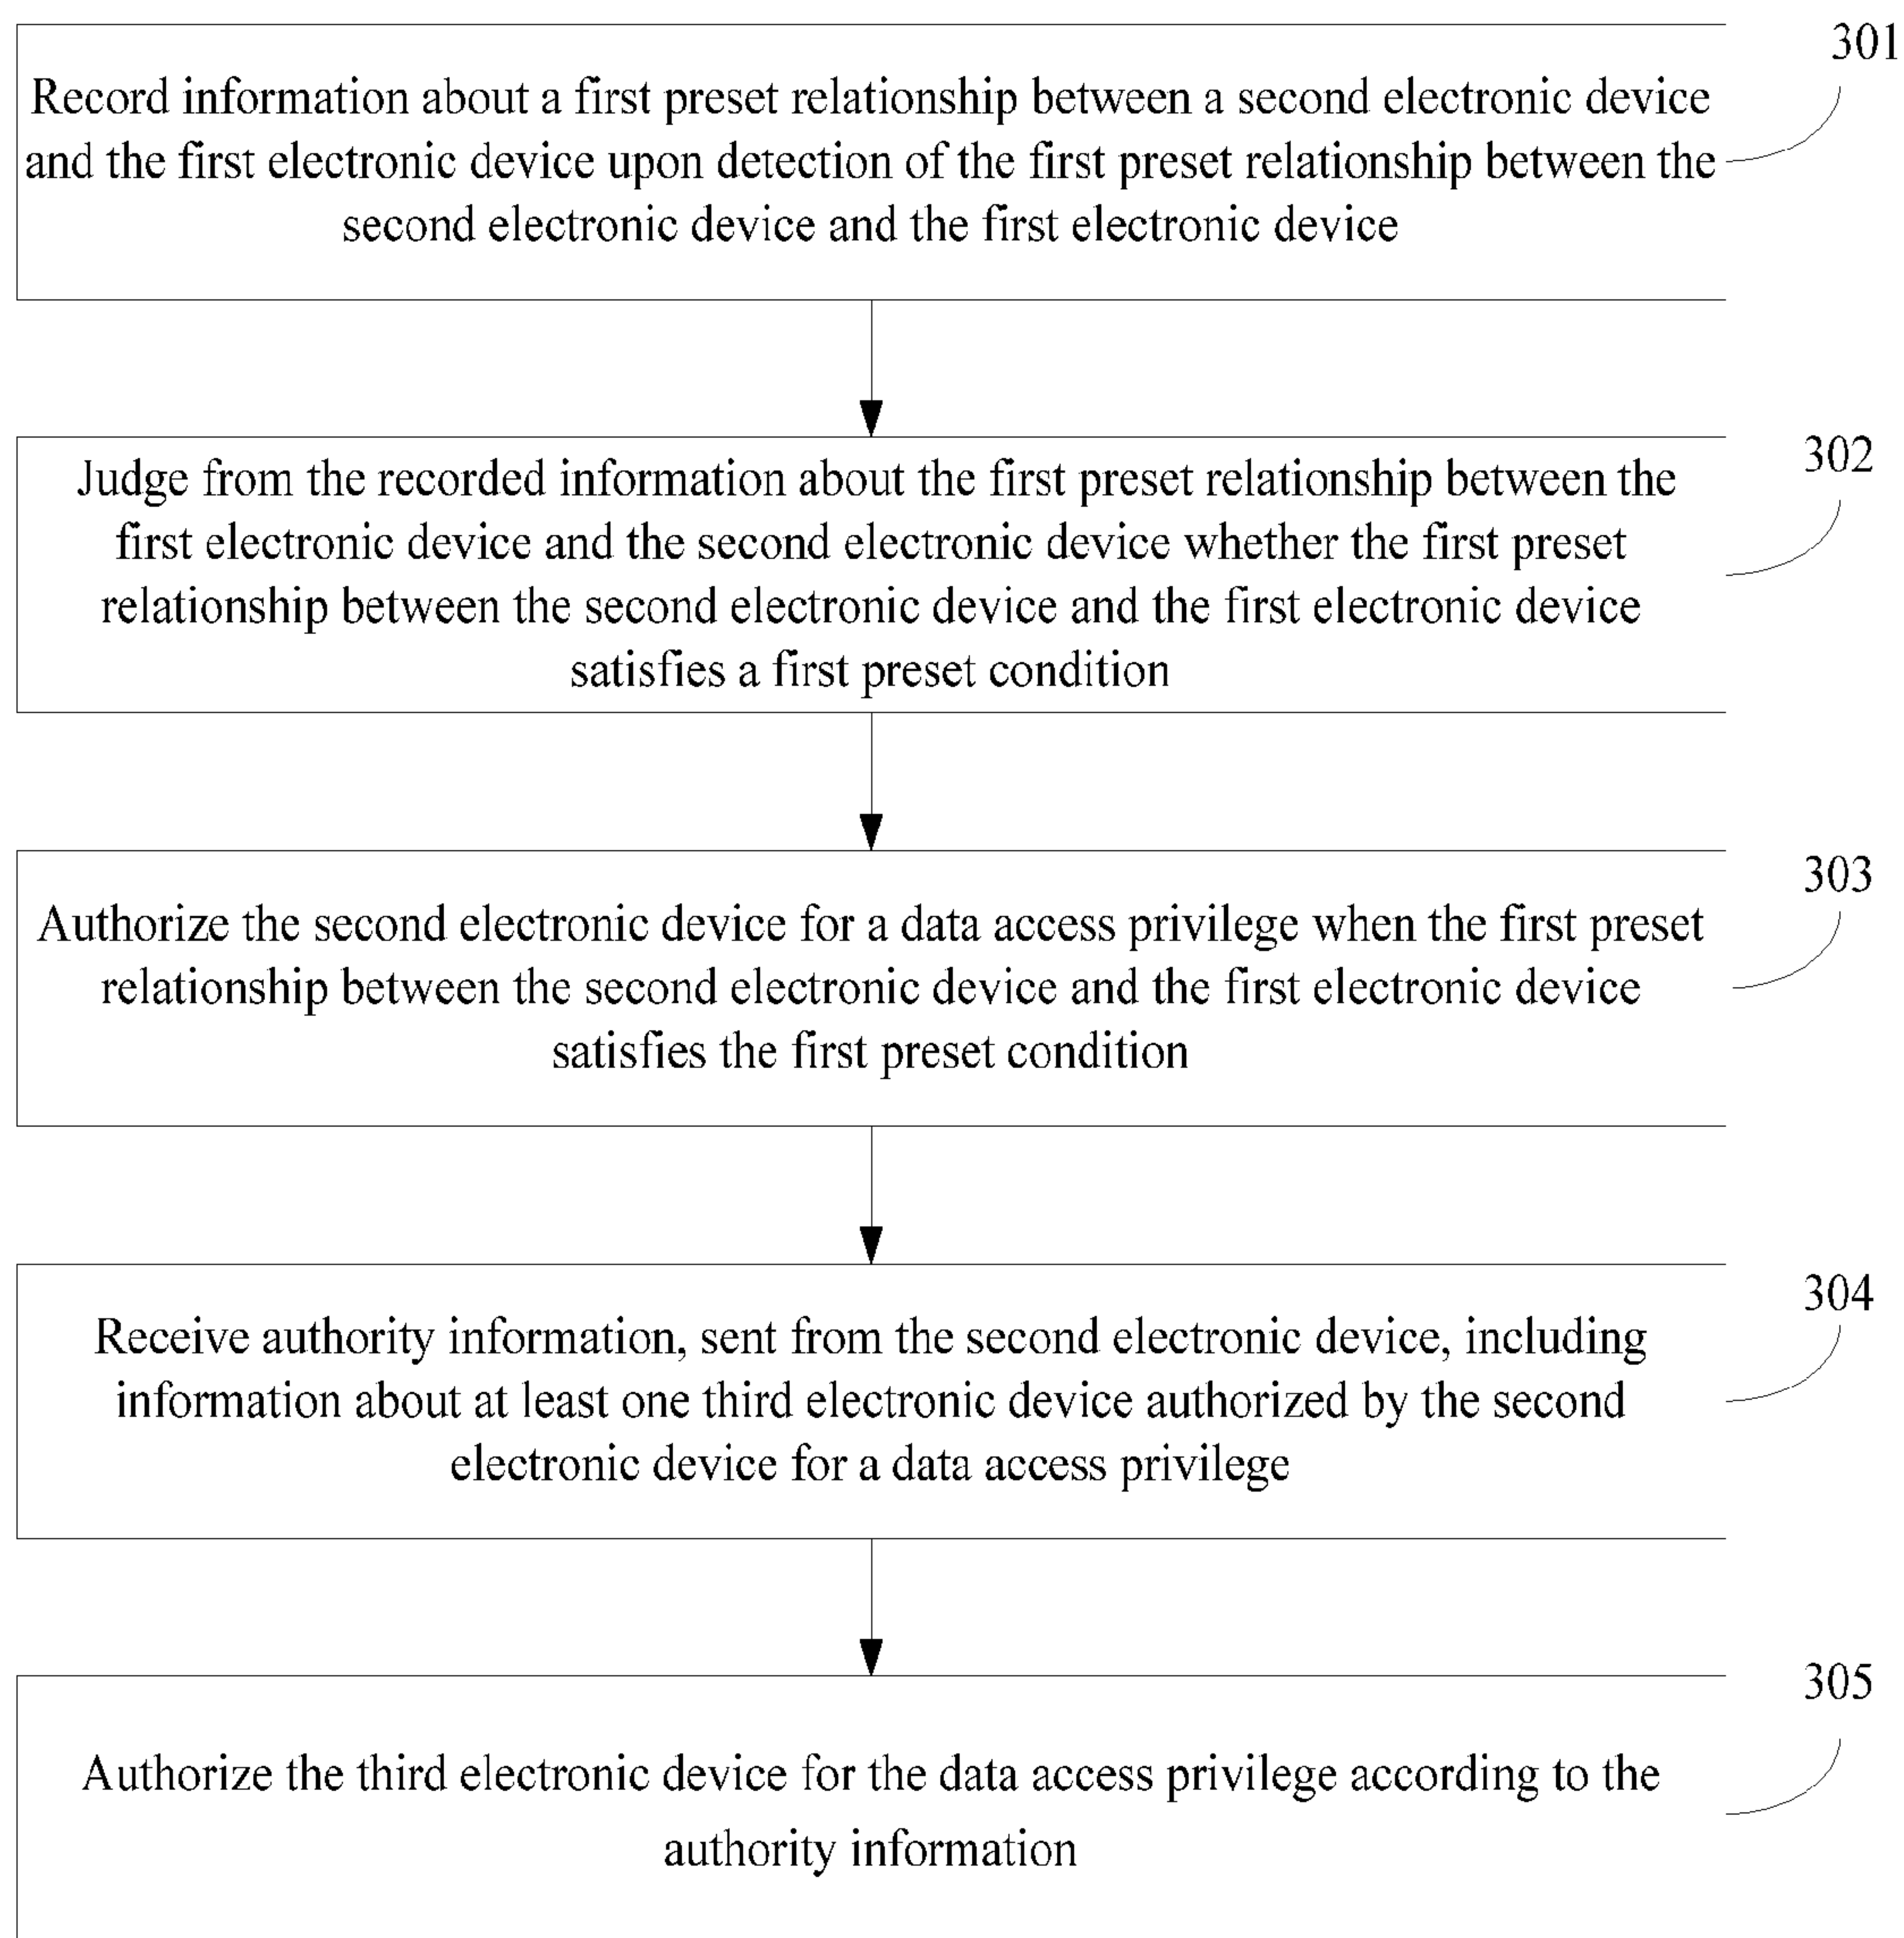 301
Record information about a first preset relationship between a second electronic device
and the first electronic device upon detection of the first preset relationship between the
second electronic device and the first electronic device
302
Judge from the recorded information about the first preset relationship between the
first electronic device and the second electronic device whether the first preset
relationship between the second electronic device and the first electronic device
satisfies a first preset condition
303
Authorize the second electronic device for a data access privilege when the first preset
relationship between the second electronic device and the first electronic device
satisfies the first preset condition
304
Receive authority information, sent from the second electronic device, including
information about at least one third electronic device authorized by the second
electronic device for a data access privilege
305
Authorize the third electronic device for the data access privilege according to the
authority information